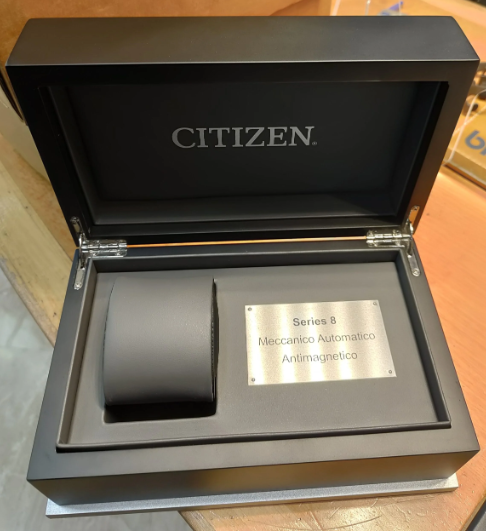 CITIZEN
Series 8
Meccanico Automatico
Antimagnetico